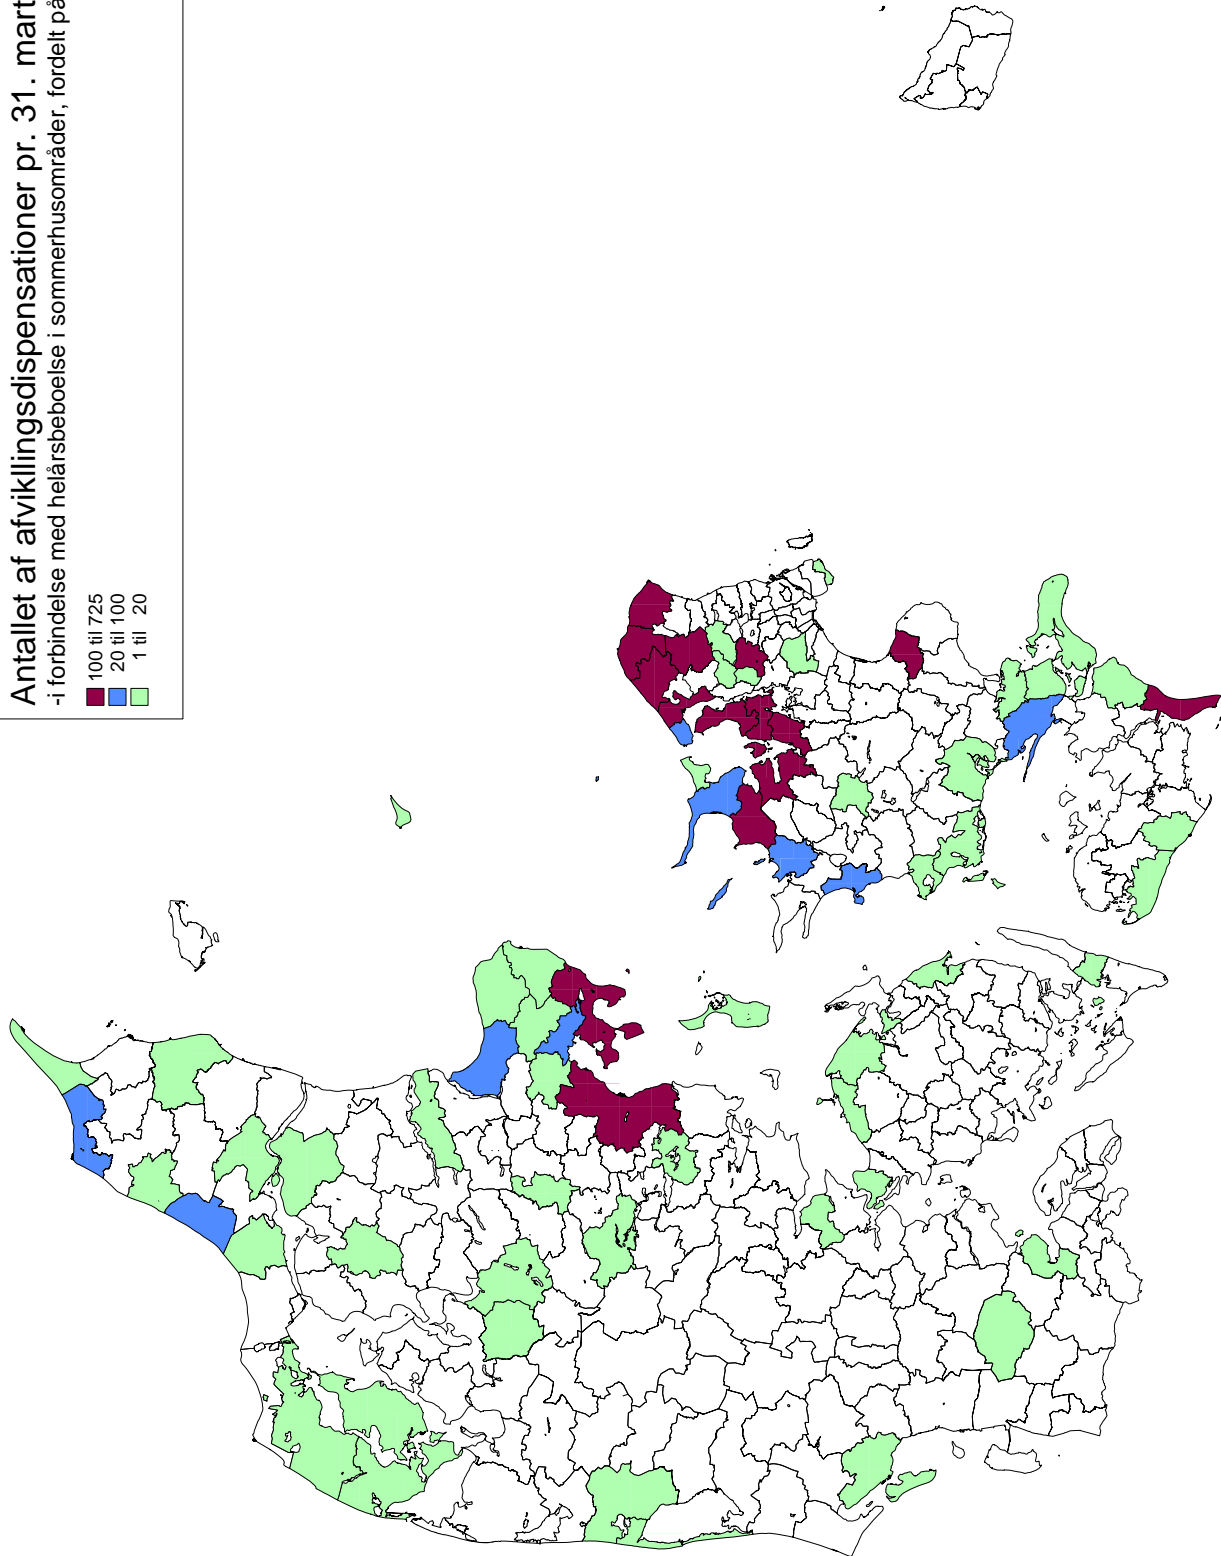 Antallet af afvikllingsdispensationer pr. 31. mart
-i forbindelse med helårsbeboelse i sommerhusområder, fordelt på
100 til 725
20 til 100
1 til 20